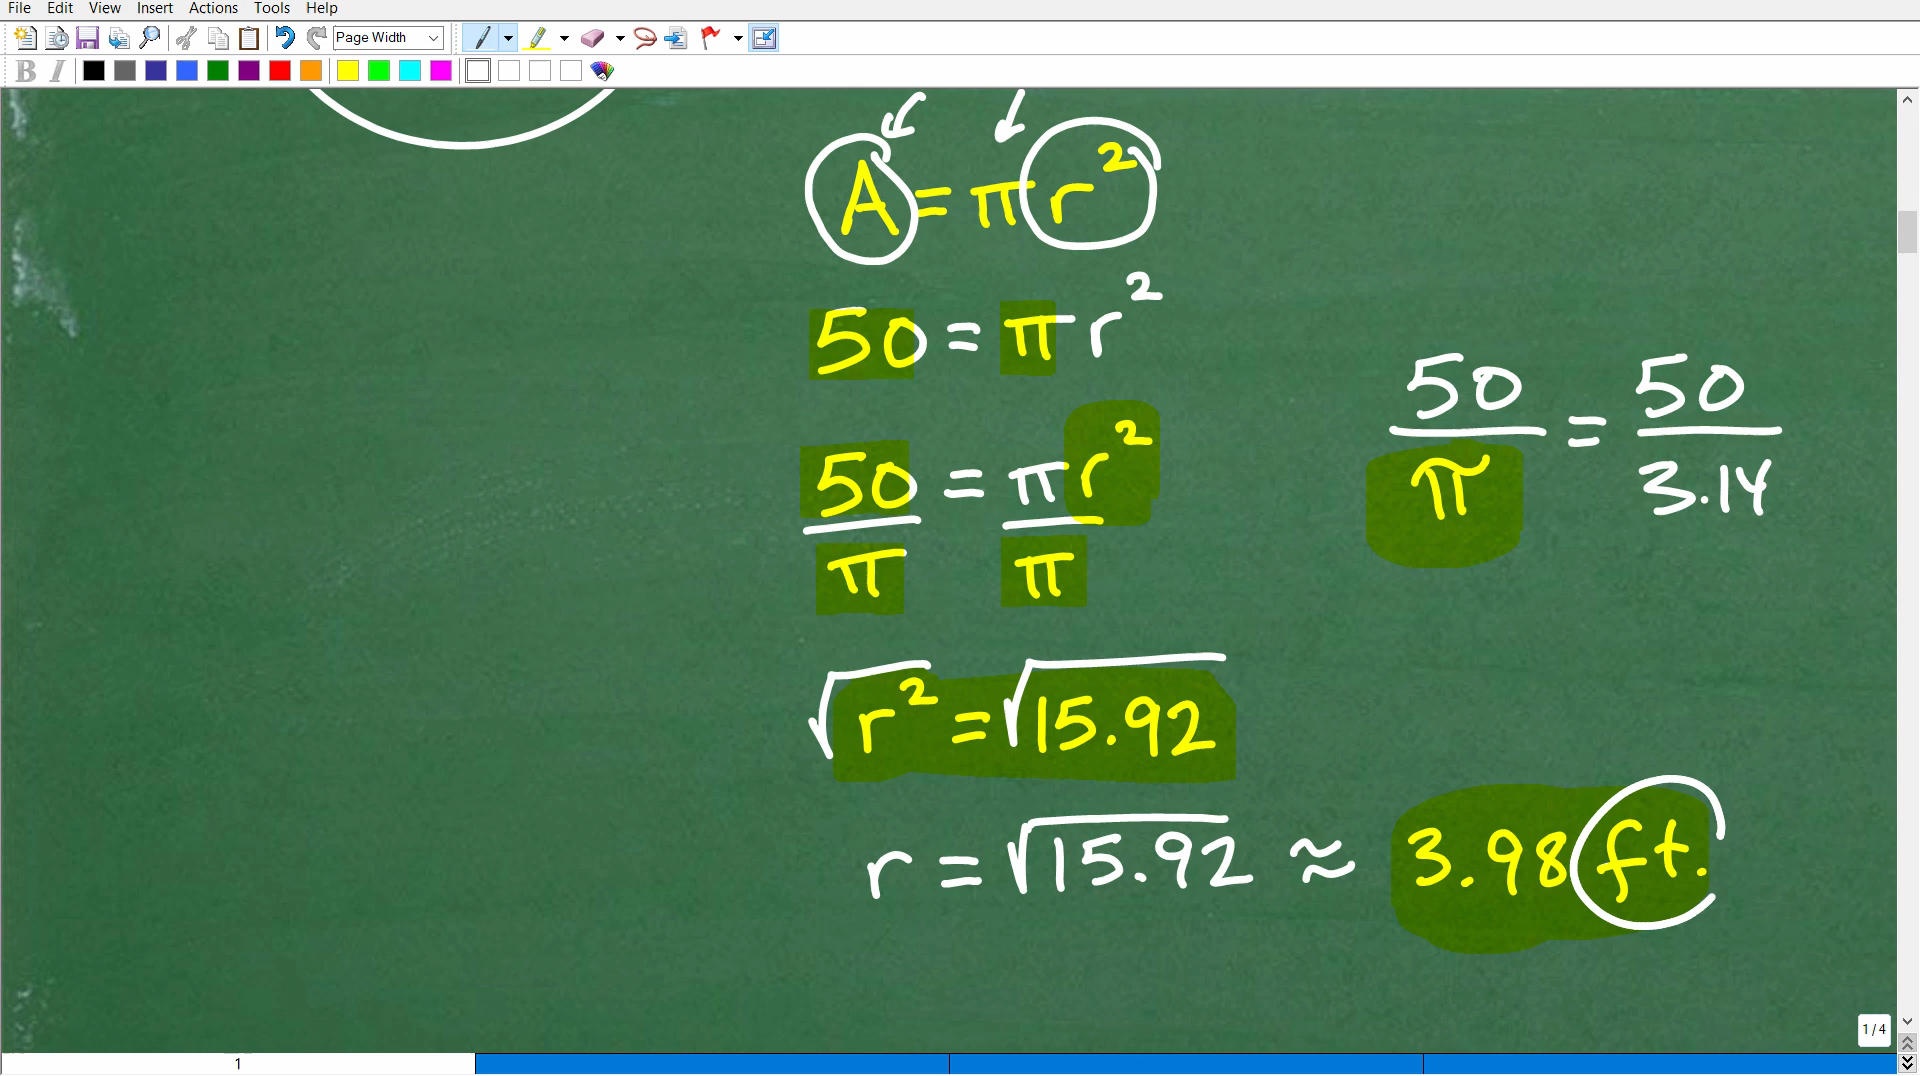 File Edit View Insert Actions Tools Help
Page Width
B I
A = πr²
50 = πr²
50/π = πr²/π
50/π = 50/3.14
√r² = √15.92
r = √15.92 ≈ 3.98 ft.
1 / 4
1